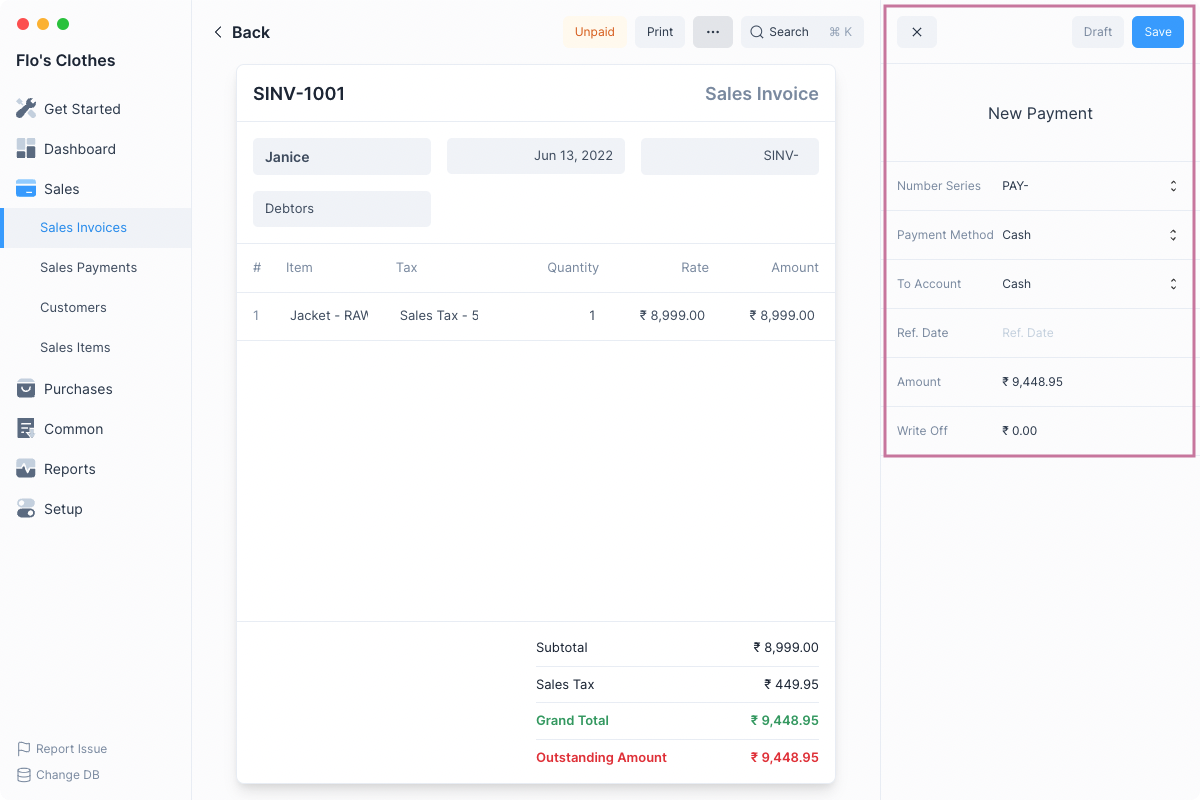 Flo's Clothes
Get Started
Dashboard
Sales
Sales Invoices
Sales Payments
Customers
Sales Items
Purchases
Common
Reports
Setup
Report Issue
Change DB
Back
Unpaid
Print
Search ⌘ K
SINV-1001 Sales Invoice
Janice Jun 13, 2022 SINV-
Debtors
# Item Tax Quantity Rate Amount
1 Jacket - RAW Sales Tax - 5 1 ₹ 8,999.00 ₹ 8,999.00
Subtotal ₹ 8,999.00
Sales Tax ₹ 449.95
Grand Total ₹ 9,448.95
Outstanding Amount ₹ 9,448.95
Draft
Save
New Payment
Number Series PAY-
Payment Method Cash
To Account Cash
Ref. Date Ref. Date
Amount ₹ 9,448.95
Write Off ₹ 0.00